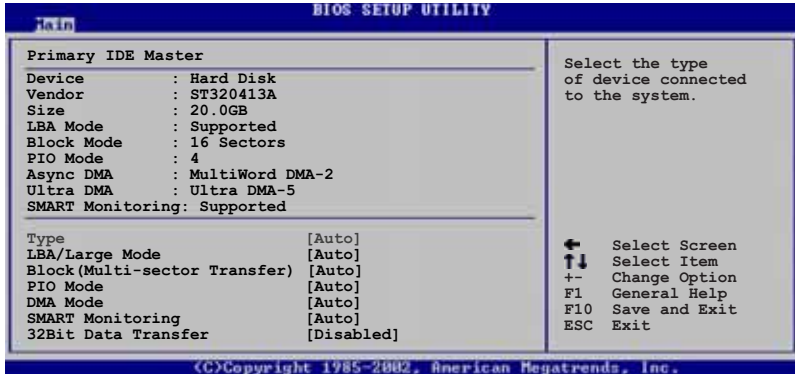 BIOS SETUP UTILITY
Main
Primary IDE Master
Device : Hard Disk
Vendor : ST320413A
Size : 20.0GB
LBA Mode : Supported
Block Mode : 16 Sectors
PIO Mode : 4
Async DMA : MultiWord DMA-2
Ultra DMA : Ultra DMA-5
SMART Monitoring: Supported
Type [Auto]
LBA/Large Mode [Auto]
Block(Multi-sector Transfer) [Auto]
PIO Mode [Auto]
DMA Mode [Auto]
SMART Monitoring [Auto]
32Bit Data Transfer [Disabled]
Select the type
of device connected
to the system.
← Select Screen
↑↓ Select Item
+- Change Option
F1 General Help
F10 Save and Exit
ESC Exit
(C)Copyright 1985-2002, American Megatrends, Inc.